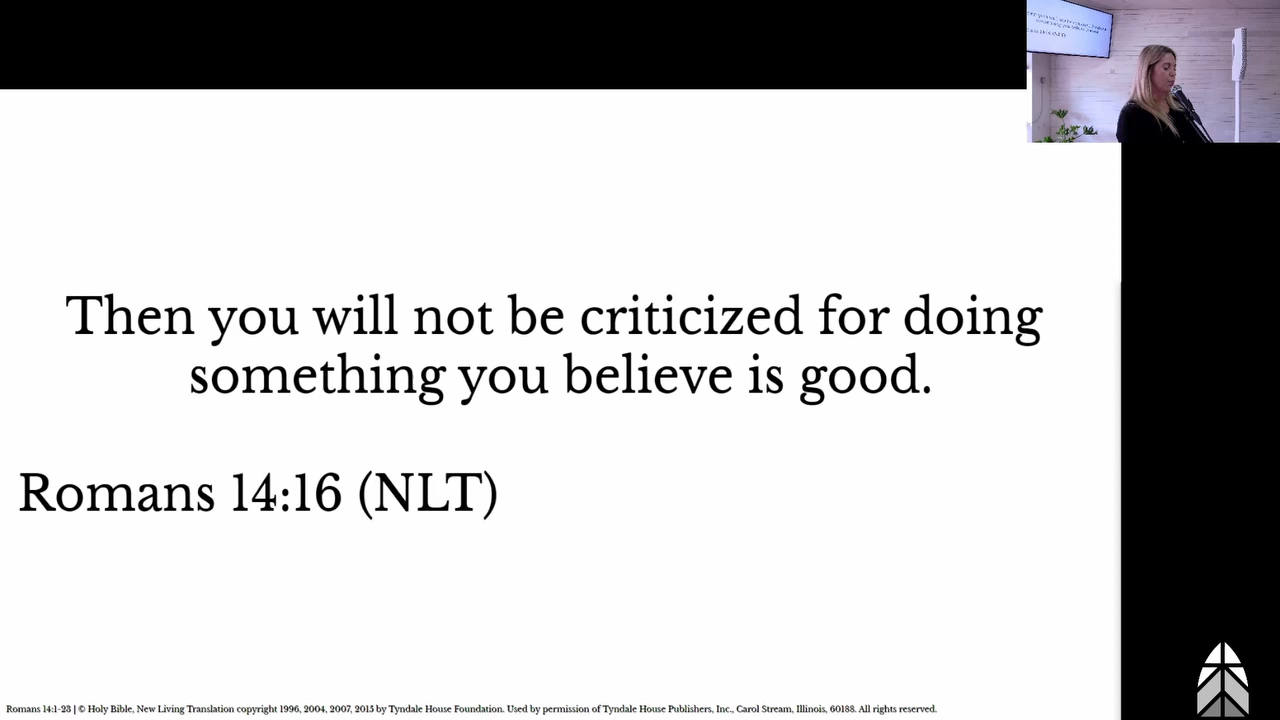 Then you will not be criticized for doing
something you believe is good.
Romans 14:16 (NLT)
Romans 14:1-23 | © Holy Bible, New Living Translation copyright 1996, 2004, 2007, 2015 by Tyndale House Foundation. Used by permission of Tyndale House Publishers, Inc., Carol Stream, Illinois, 60188. All rights reserved.